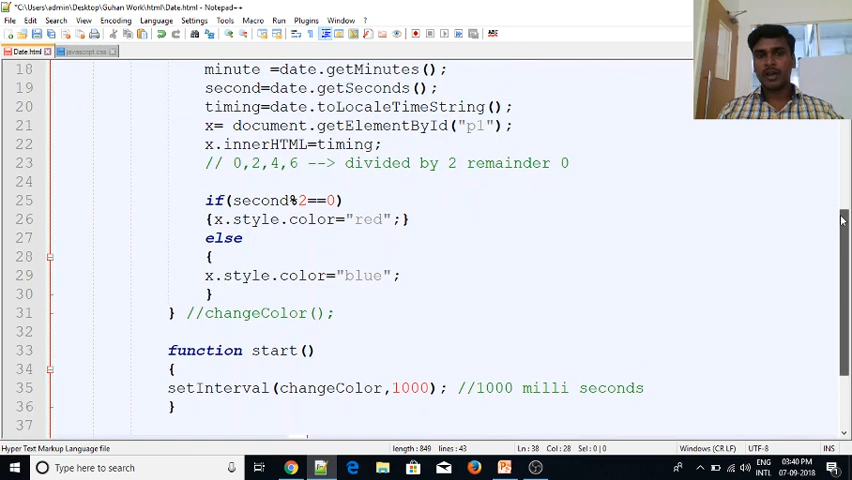 *C:\Users\admin\Desktop\Guhan Work\html\Date.html - Notepad++
File Edit Search View Encoding Language Settings Tools Macro Run Plugins Window ?
Date.html javascript.css
18 minute =date.getMinutes();
19 second=date.getSeconds();
20 timing=date.toLocaleTimeString();
21 x= document.getElementById("p1");
22 x.innerHTML=timing;
23 // 0,2,4,6 --> divided by 2 remainder 0
24
25 if(second%2==0)
26 {x.style.color="red";}
27 else
28 {
29 x.style.color="blue";
30 }
31 } //changeColor();
32
33 function start()
34 {
35 setInterval(changeColor,1000); //1000 milli seconds
36 }
37
Hyper Text Markup Language file length : 849 lines : 43 Ln : 38 Col : 28 Sel : 0 | 0 Windows (CR LF) UTF-8 INS
Type here to search
ENG 03:40 PM
INTL 07-09-2018